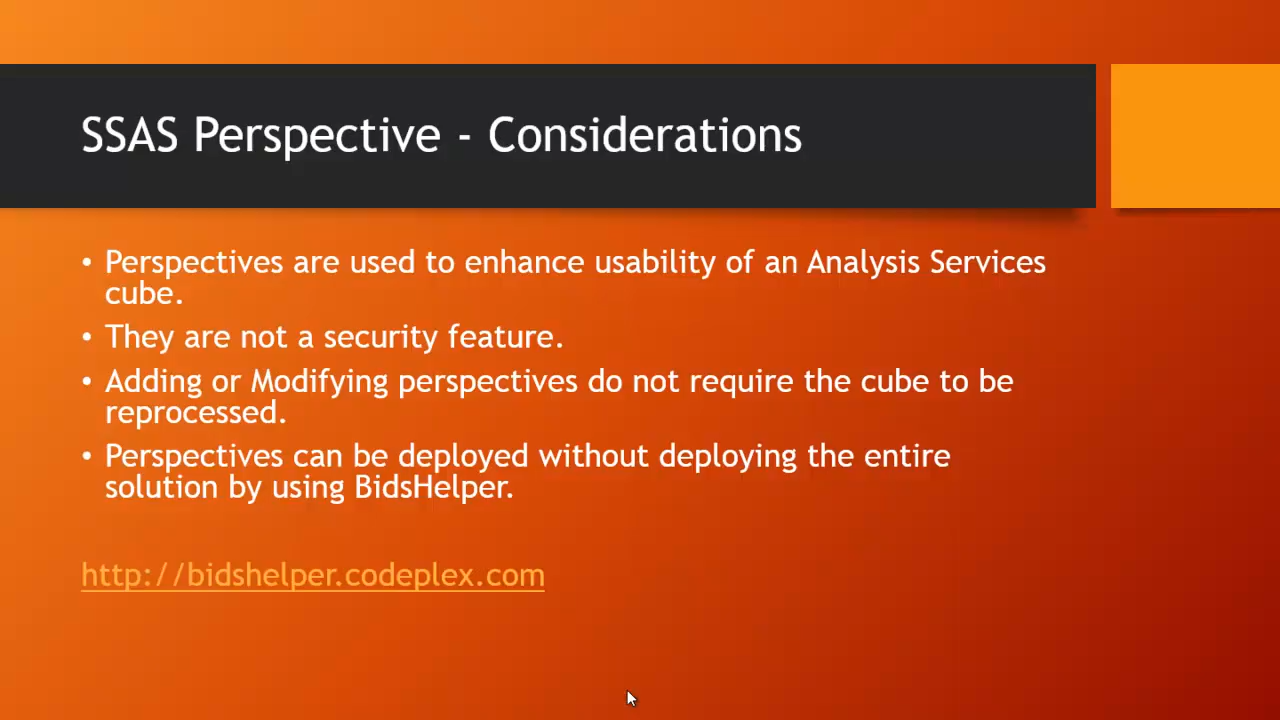 SSAS Perspective - Considerations
• Perspectives are used to enhance usability of an Analysis Services
cube.
• They are not a security feature.
• Adding or Modifying perspectives do not require the cube to be
reprocessed.
• Perspectives can be deployed without deploying the entire
solution by using BidsHelper.
http://bidshelper.codeplex.com